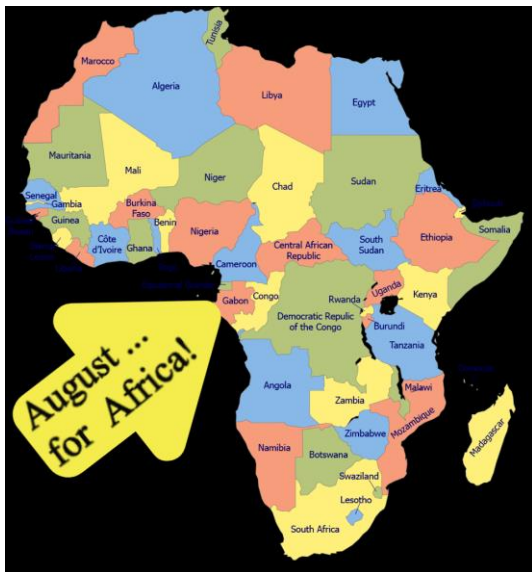 Tunisia
Marocco
Algeria
Libya
Egypt
Mauritania
Mali
Niger
Chad
Sudan
Eritrea
Senegal
Gambia
Guinea
Burkina
Faso
Benin
Nigeria
Côte
d'Ivoire
Ghana
Cameroon
Central African
Republic
South
Sudan
Ethiopia
Somalia
Uganda
Kenya
Gabon
Congo
Rwanda
Democratic Repulic
of the Congo
Burundi
Tanzania
August ...
for Africa!
Angola
Zambia
Malawi
Mozambique
Zimbabwe
Namibia
Botswana
Madagascar
Swaziland
Lesotho
South Africa